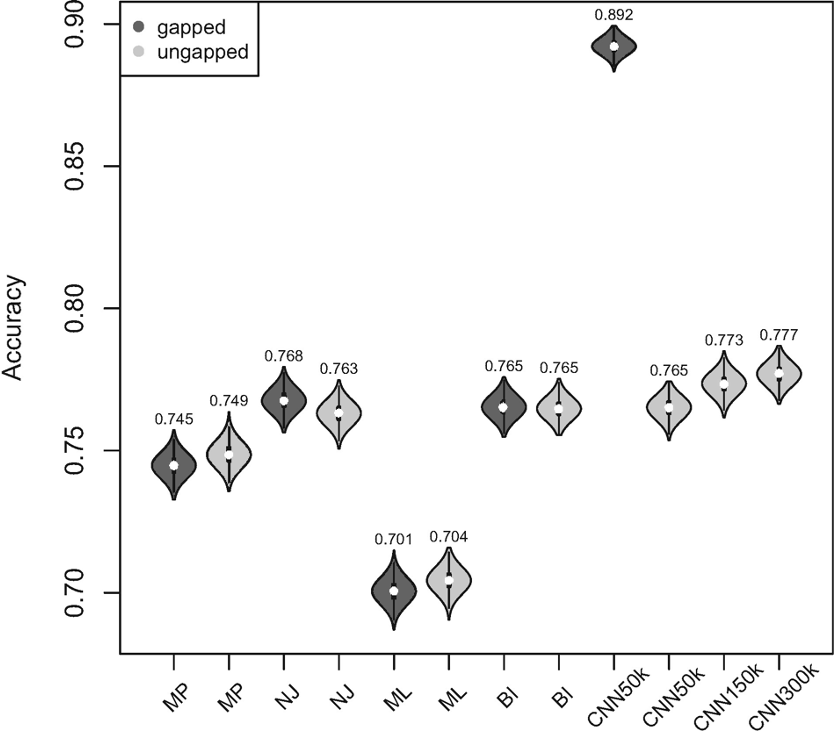 gapped
ungapped
Accuracy
0.90
0.85
0.80
0.75
0.70
0.892
0.745
0.749
0.768
0.763
0.701
0.704
0.765
0.765
0.765
0.773
0.777
MP
MP
NJ
NJ
ML
ML
BI
BI
CNN50k
CNN50k
CNN150k
CNN300k